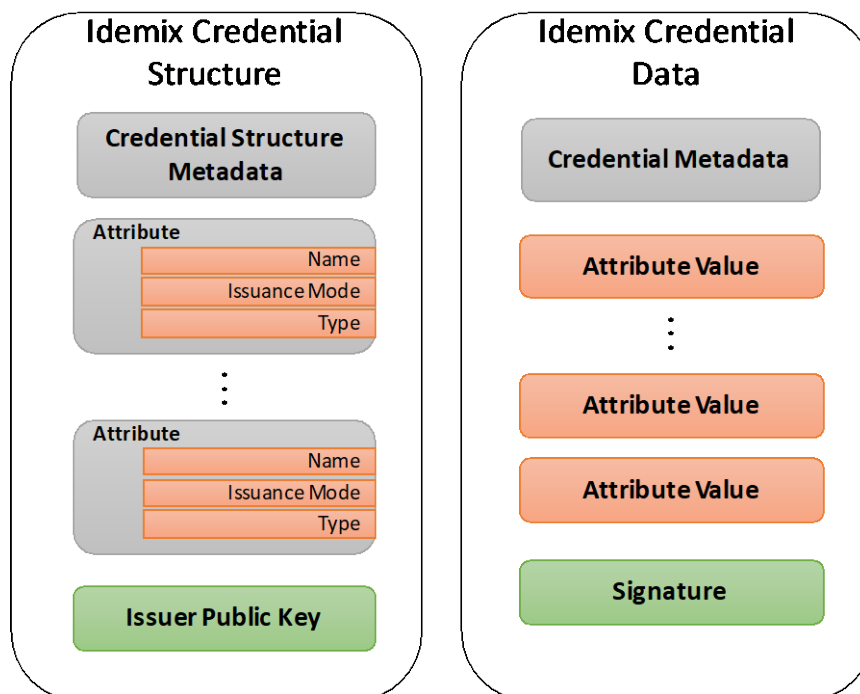 Idemix Credential
Structure
Credential Structure
Metadata
Attribute
Name
Issuance Mode
Type
Attribute
Name
Issuance Mode
Type
Issuer Public Key
Idemix Credential
Data
Credential Metadata
Attribute Value
Attribute Value
Attribute Value
Signature